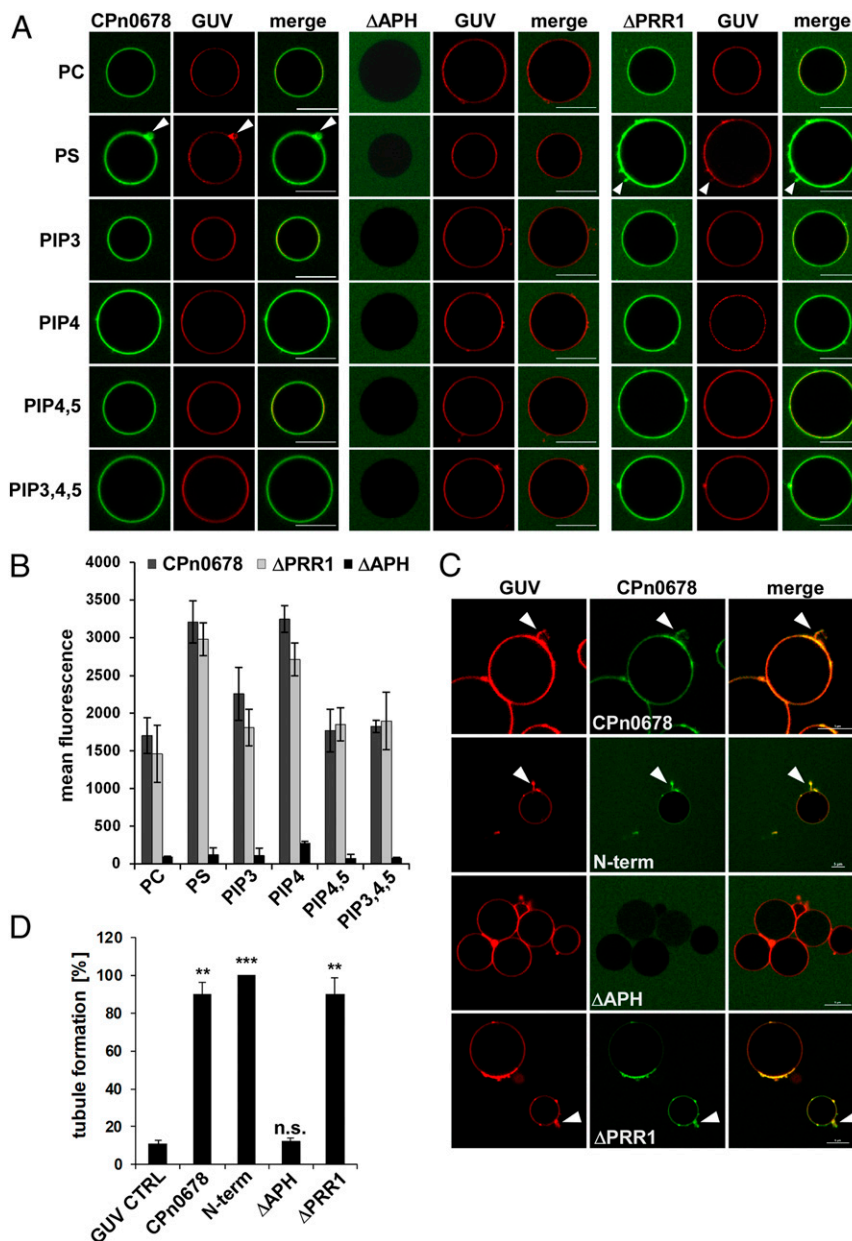 A
CPn0678 GUV merge ΔAPH GUV merge ΔPRR1 GUV merge
PC
PS
PIP3
PIP4
PIP4,5
PIP3,4,5
B
CPn0678 ΔPRR1 ΔAPH
mean fluorescence
4000
3500
3000
2500
2000
1500
1000
500
0
PC PS PIP3 PIP4 PIP4,5 PIP3,4,5
C
GUV CPn0678 merge
CPn0678
N-term
ΔAPH
ΔPRR1
D
tubule formation [%]
120
100
80
60
40
20
0
** *** n.s. **
GUV CTRL CPn0678 N-term ΔAPH ΔPRR1